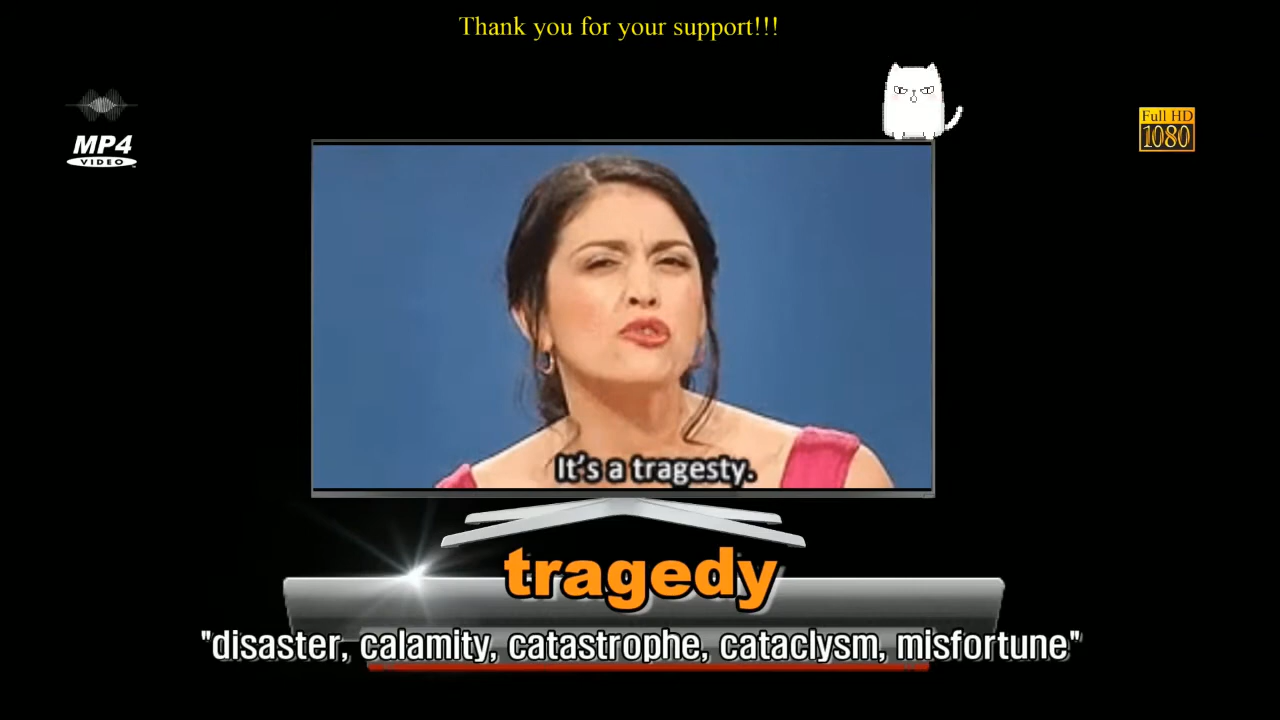 Thank you for your support!!!
MP4
VIDEO
Full HD
1080
It's a tragesty.
tragedy
"disaster, calamity, catastrophe, cataclysm, misfortune"